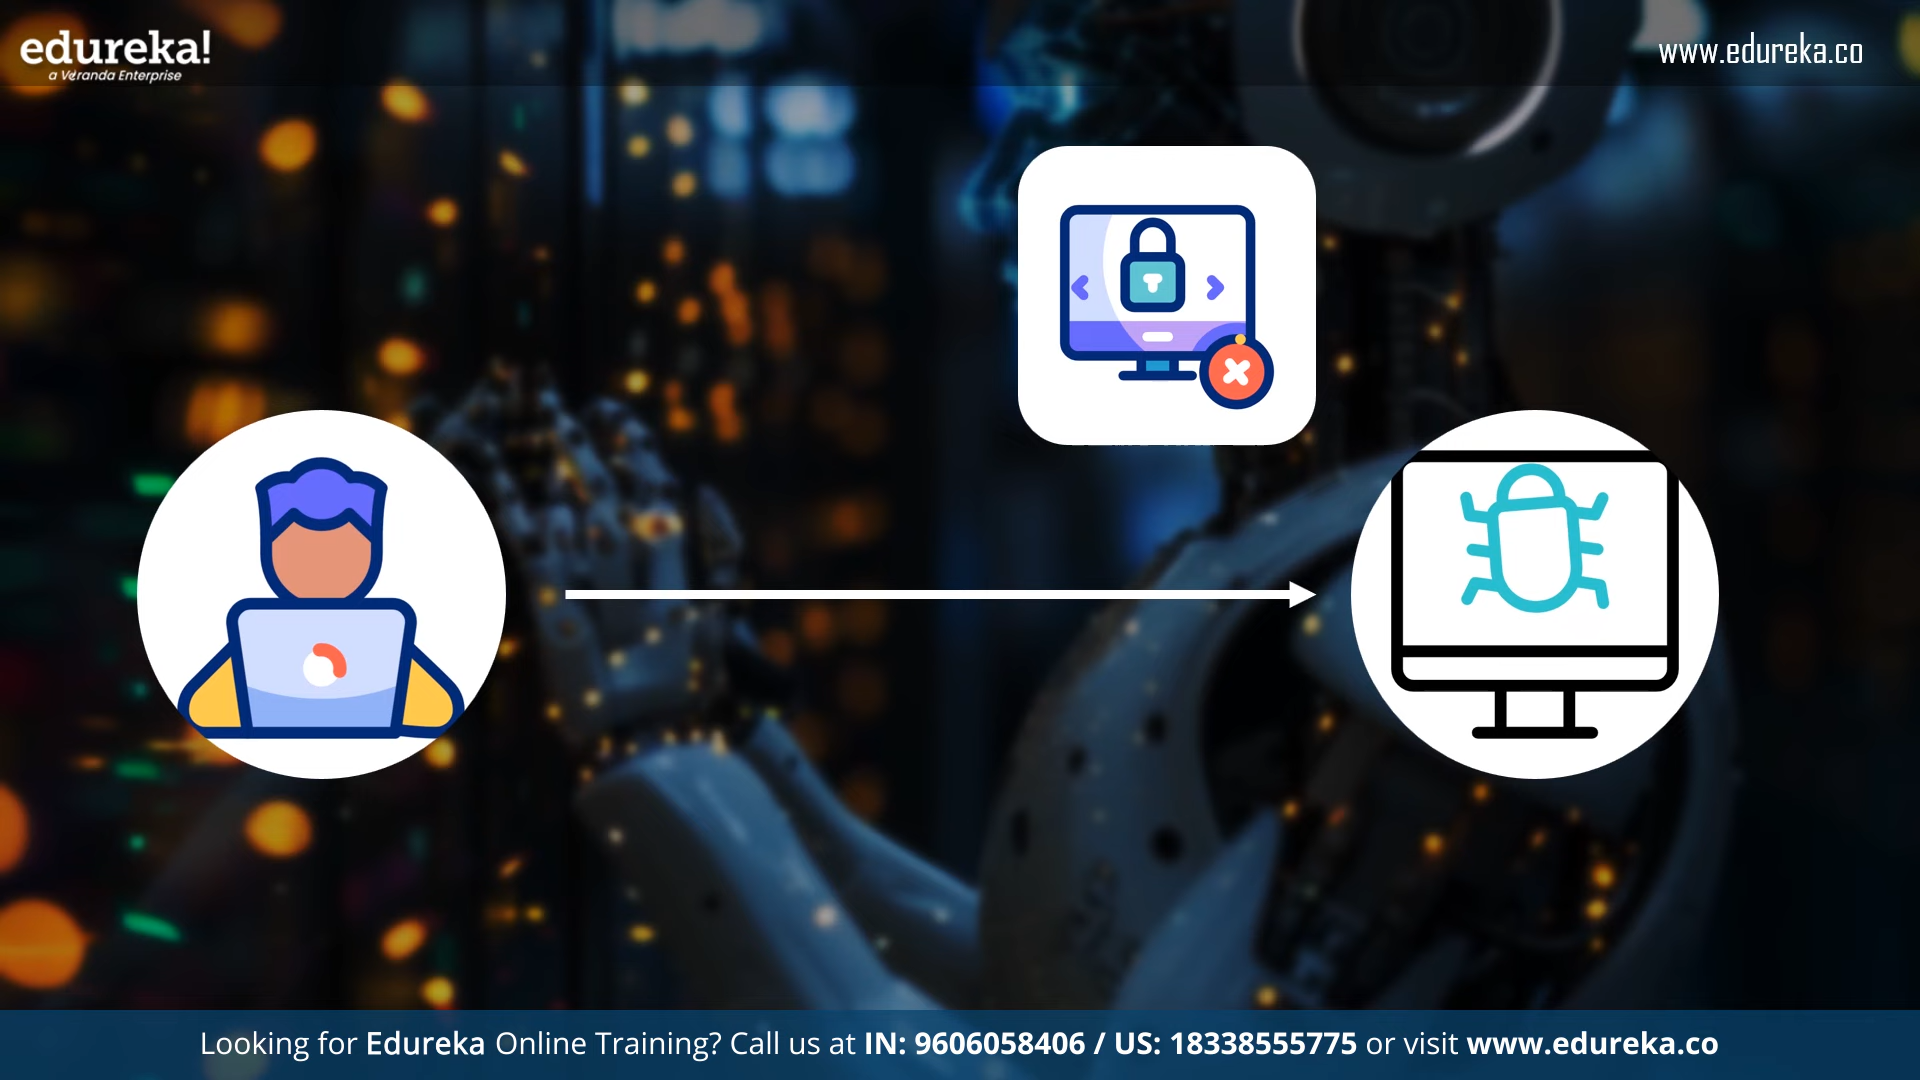 edureka!
a Veranda Enterprise
www.edureka.co
Looking for Edureka Online Training? Call us at IN: 9606058406 / US: 18338555775 or visit www.edureka.co